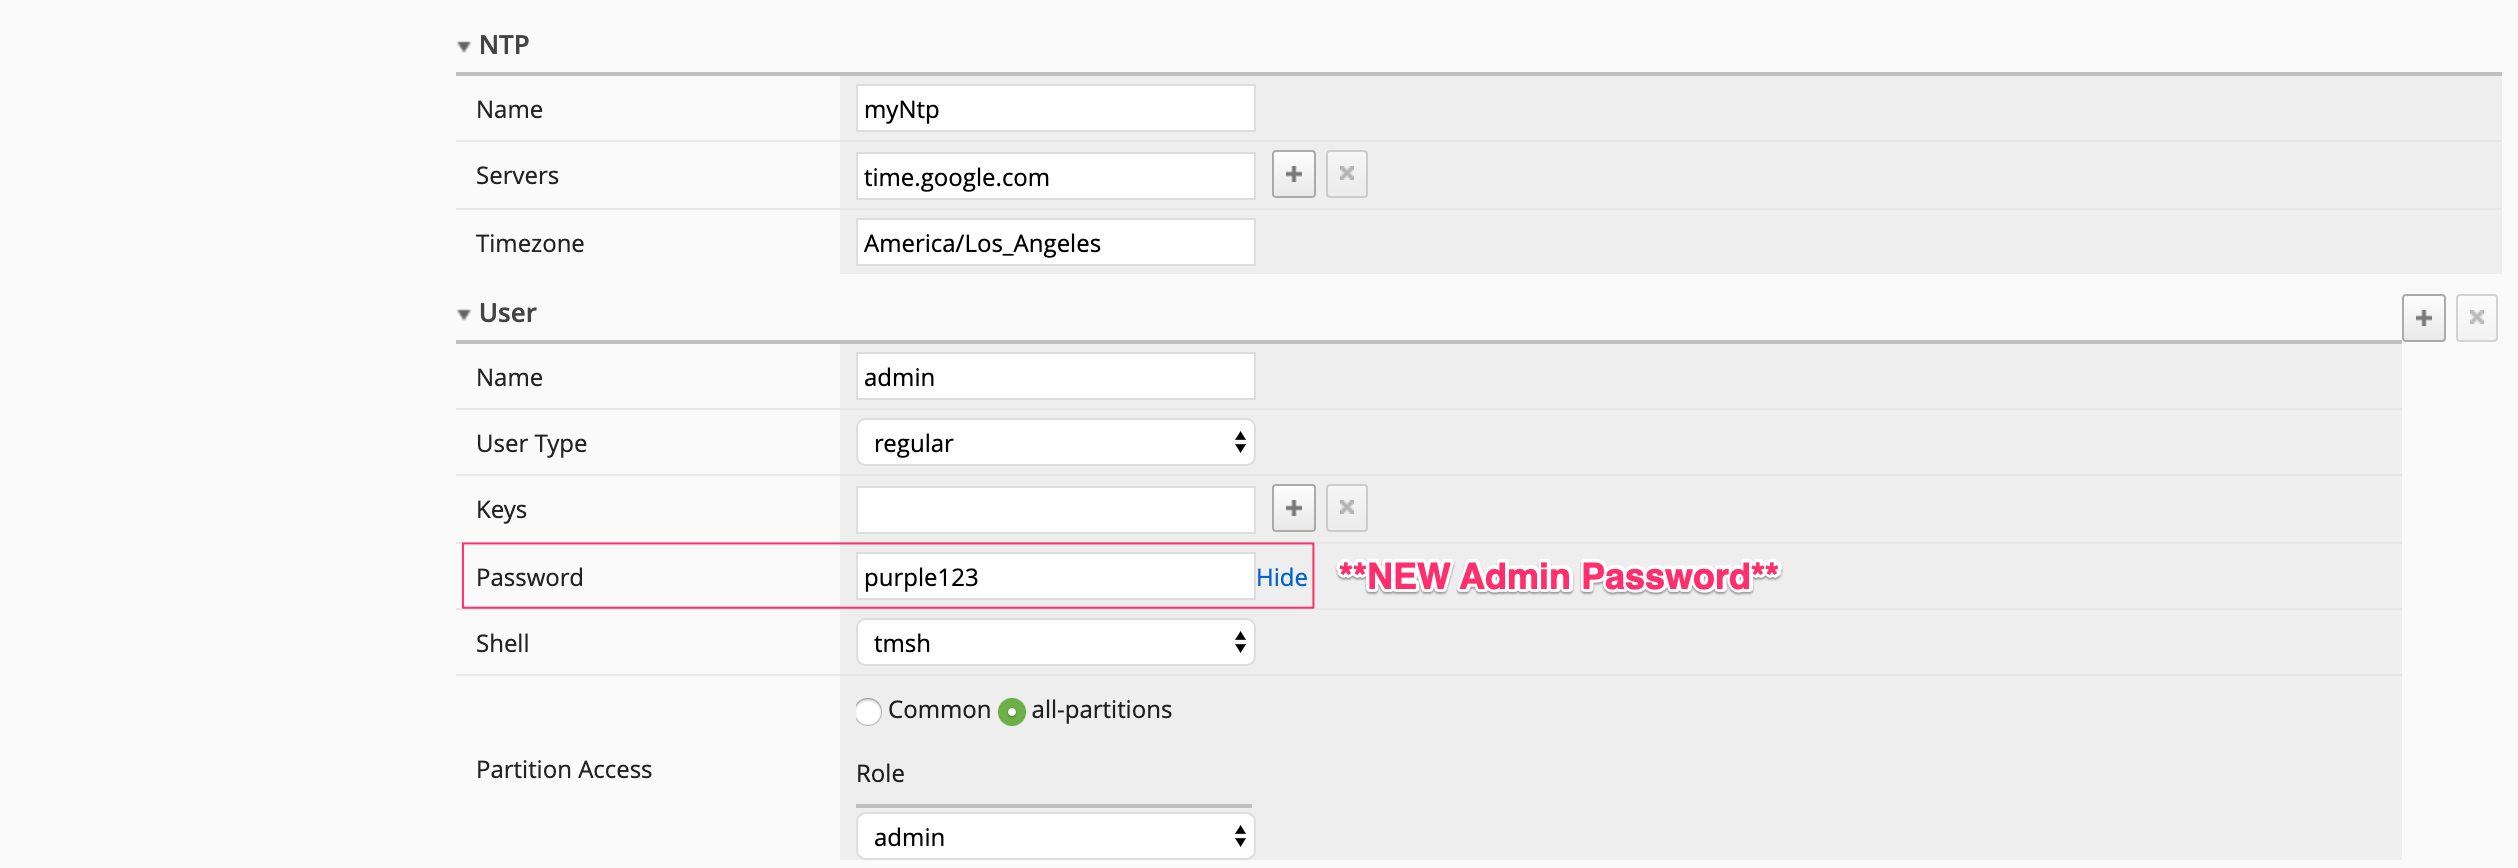 NTP
Name myNtp
Servers time.google.com
Timezone America/Los_Angeles
User
Name admin
User Type regular
Keys
Password purple123 Hide **NEW Admin Password**
Shell tmsh
Common all-partitions
Partition Access
Role
admin